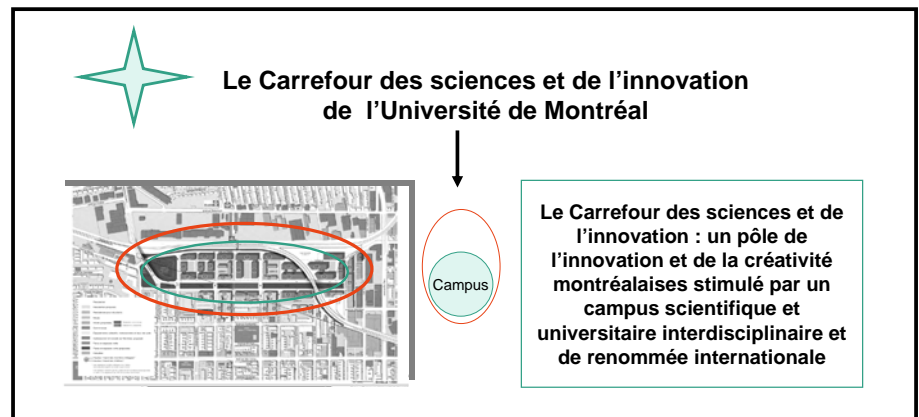 Le Carrefour des sciences et de l’innovation
de l’Université de Montréal
Campus
Le Carrefour des sciences et de
l’innovation : un pôle de
l’innovation et de la créativité
montréalaises stimulé par un
campus scientifique et
universitaire interdisciplinaire et
de renommée internationale